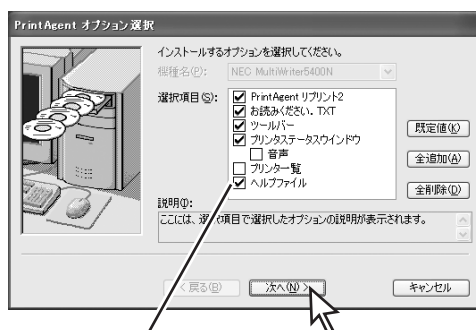 PrintAgent オプション選択
インストールするオプションを選択してください。
機種名(P): NEC MultiWriter5400N
選択項目(S):
PrintAgent リプリント2
お読みください.TXT
ツールバー
プリンタステータスウインドウ
音声
プリンター覧
ヘルプファイル
既定値(K)
全追加(A)
全削除(D)
説明(I):
ここには、選択項目で選択したオプションの説明が表示されます。
< 戻る(B)
次へ(N) >
キャンセル